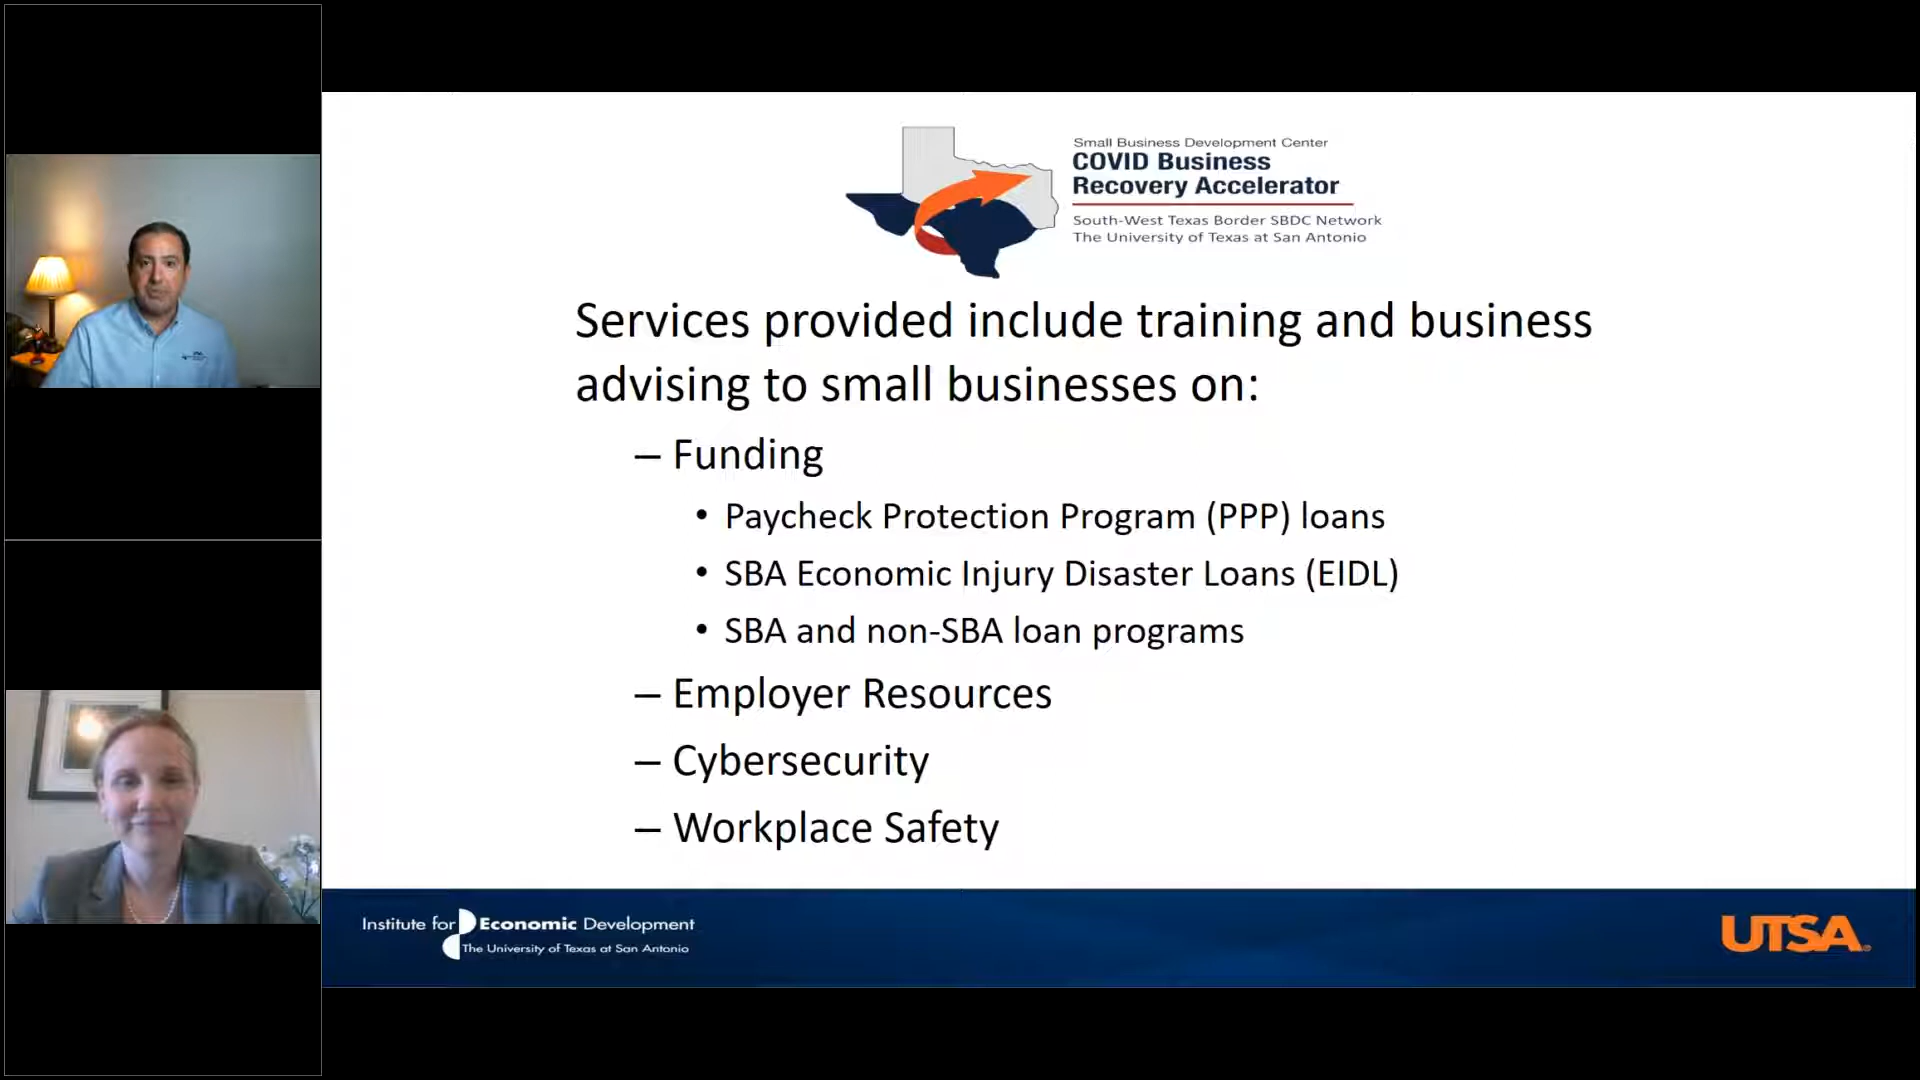 Small Business Development Center
COVID Business
Recovery Accelerator
South-West Texas Border SBDC Network
The University of Texas at San Antonio
Services provided include training and business
advising to small businesses on:
– Funding
• Paycheck Protection Program (PPP) loans
• SBA Economic Injury Disaster Loans (EIDL)
• SBA and non-SBA loan programs
– Employer Resources
– Cybersecurity
– Workplace Safety
Institute for Economic Development
The University of Texas at San Antonio
UTSA®